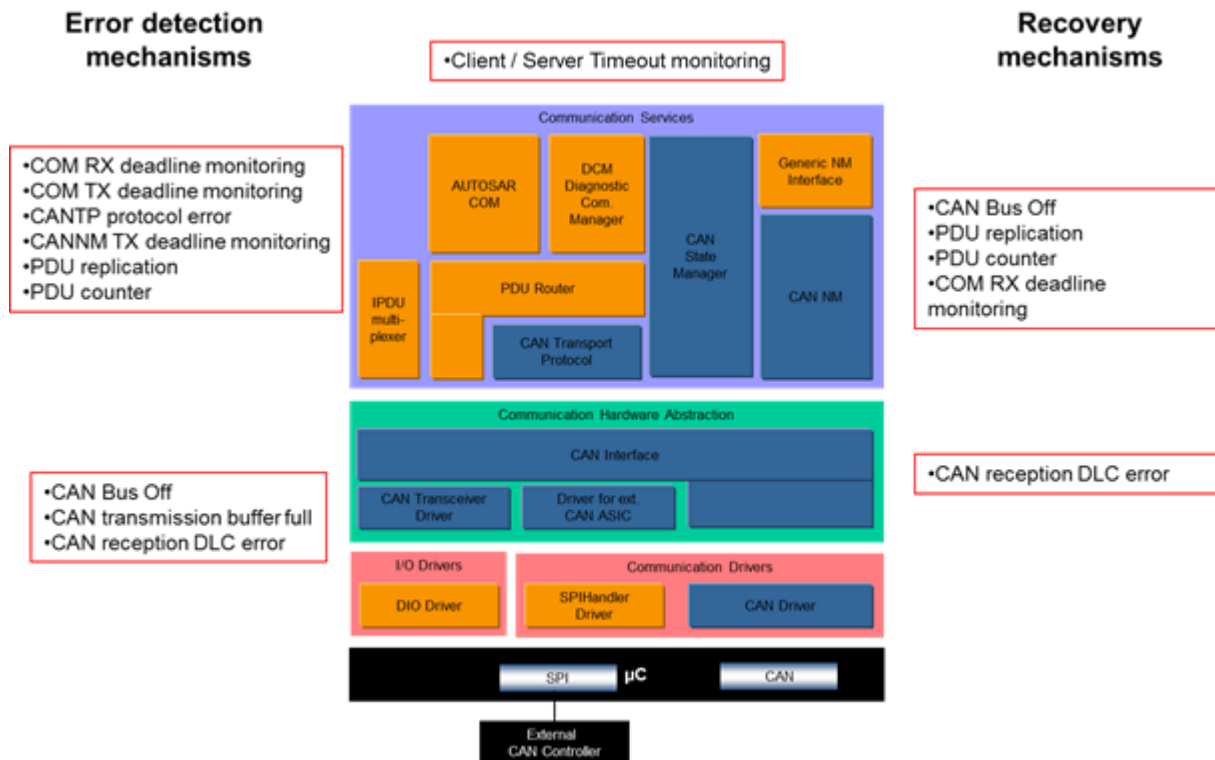 Error detection
mechanisms
Recovery
mechanisms
•Client / Server Timeout monitoring
•COM RX deadline monitoring
•COM TX deadline monitoring
•CANTP protocol error
•CANNM TX deadline monitoring
•PDU replication
•PDU counter
Communication Services
AUTOSAR
COM
DCM
Diagnostic
Com.
Manager
CAN
State
Manager
Generic NM
Interface
CAN NM
IPDU
multi-
plexer
PDU Router
CAN Transport
Protocol
•CAN Bus Off
•PDU replication
•PDU counter
•COM RX deadline
monitoring
Communication Hardware Abstraction
CAN Interface
CAN Transceiver
Driver
Driver for ext.
CAN ASIC
•CAN Bus Off
•CAN transmission buffer full
•CAN reception DLC error
•CAN reception DLC error
I/O Drivers
DIO Driver
Communication Drivers
SPIHandler
Driver
CAN Driver
SPI
µC
CAN
External
CAN Controller